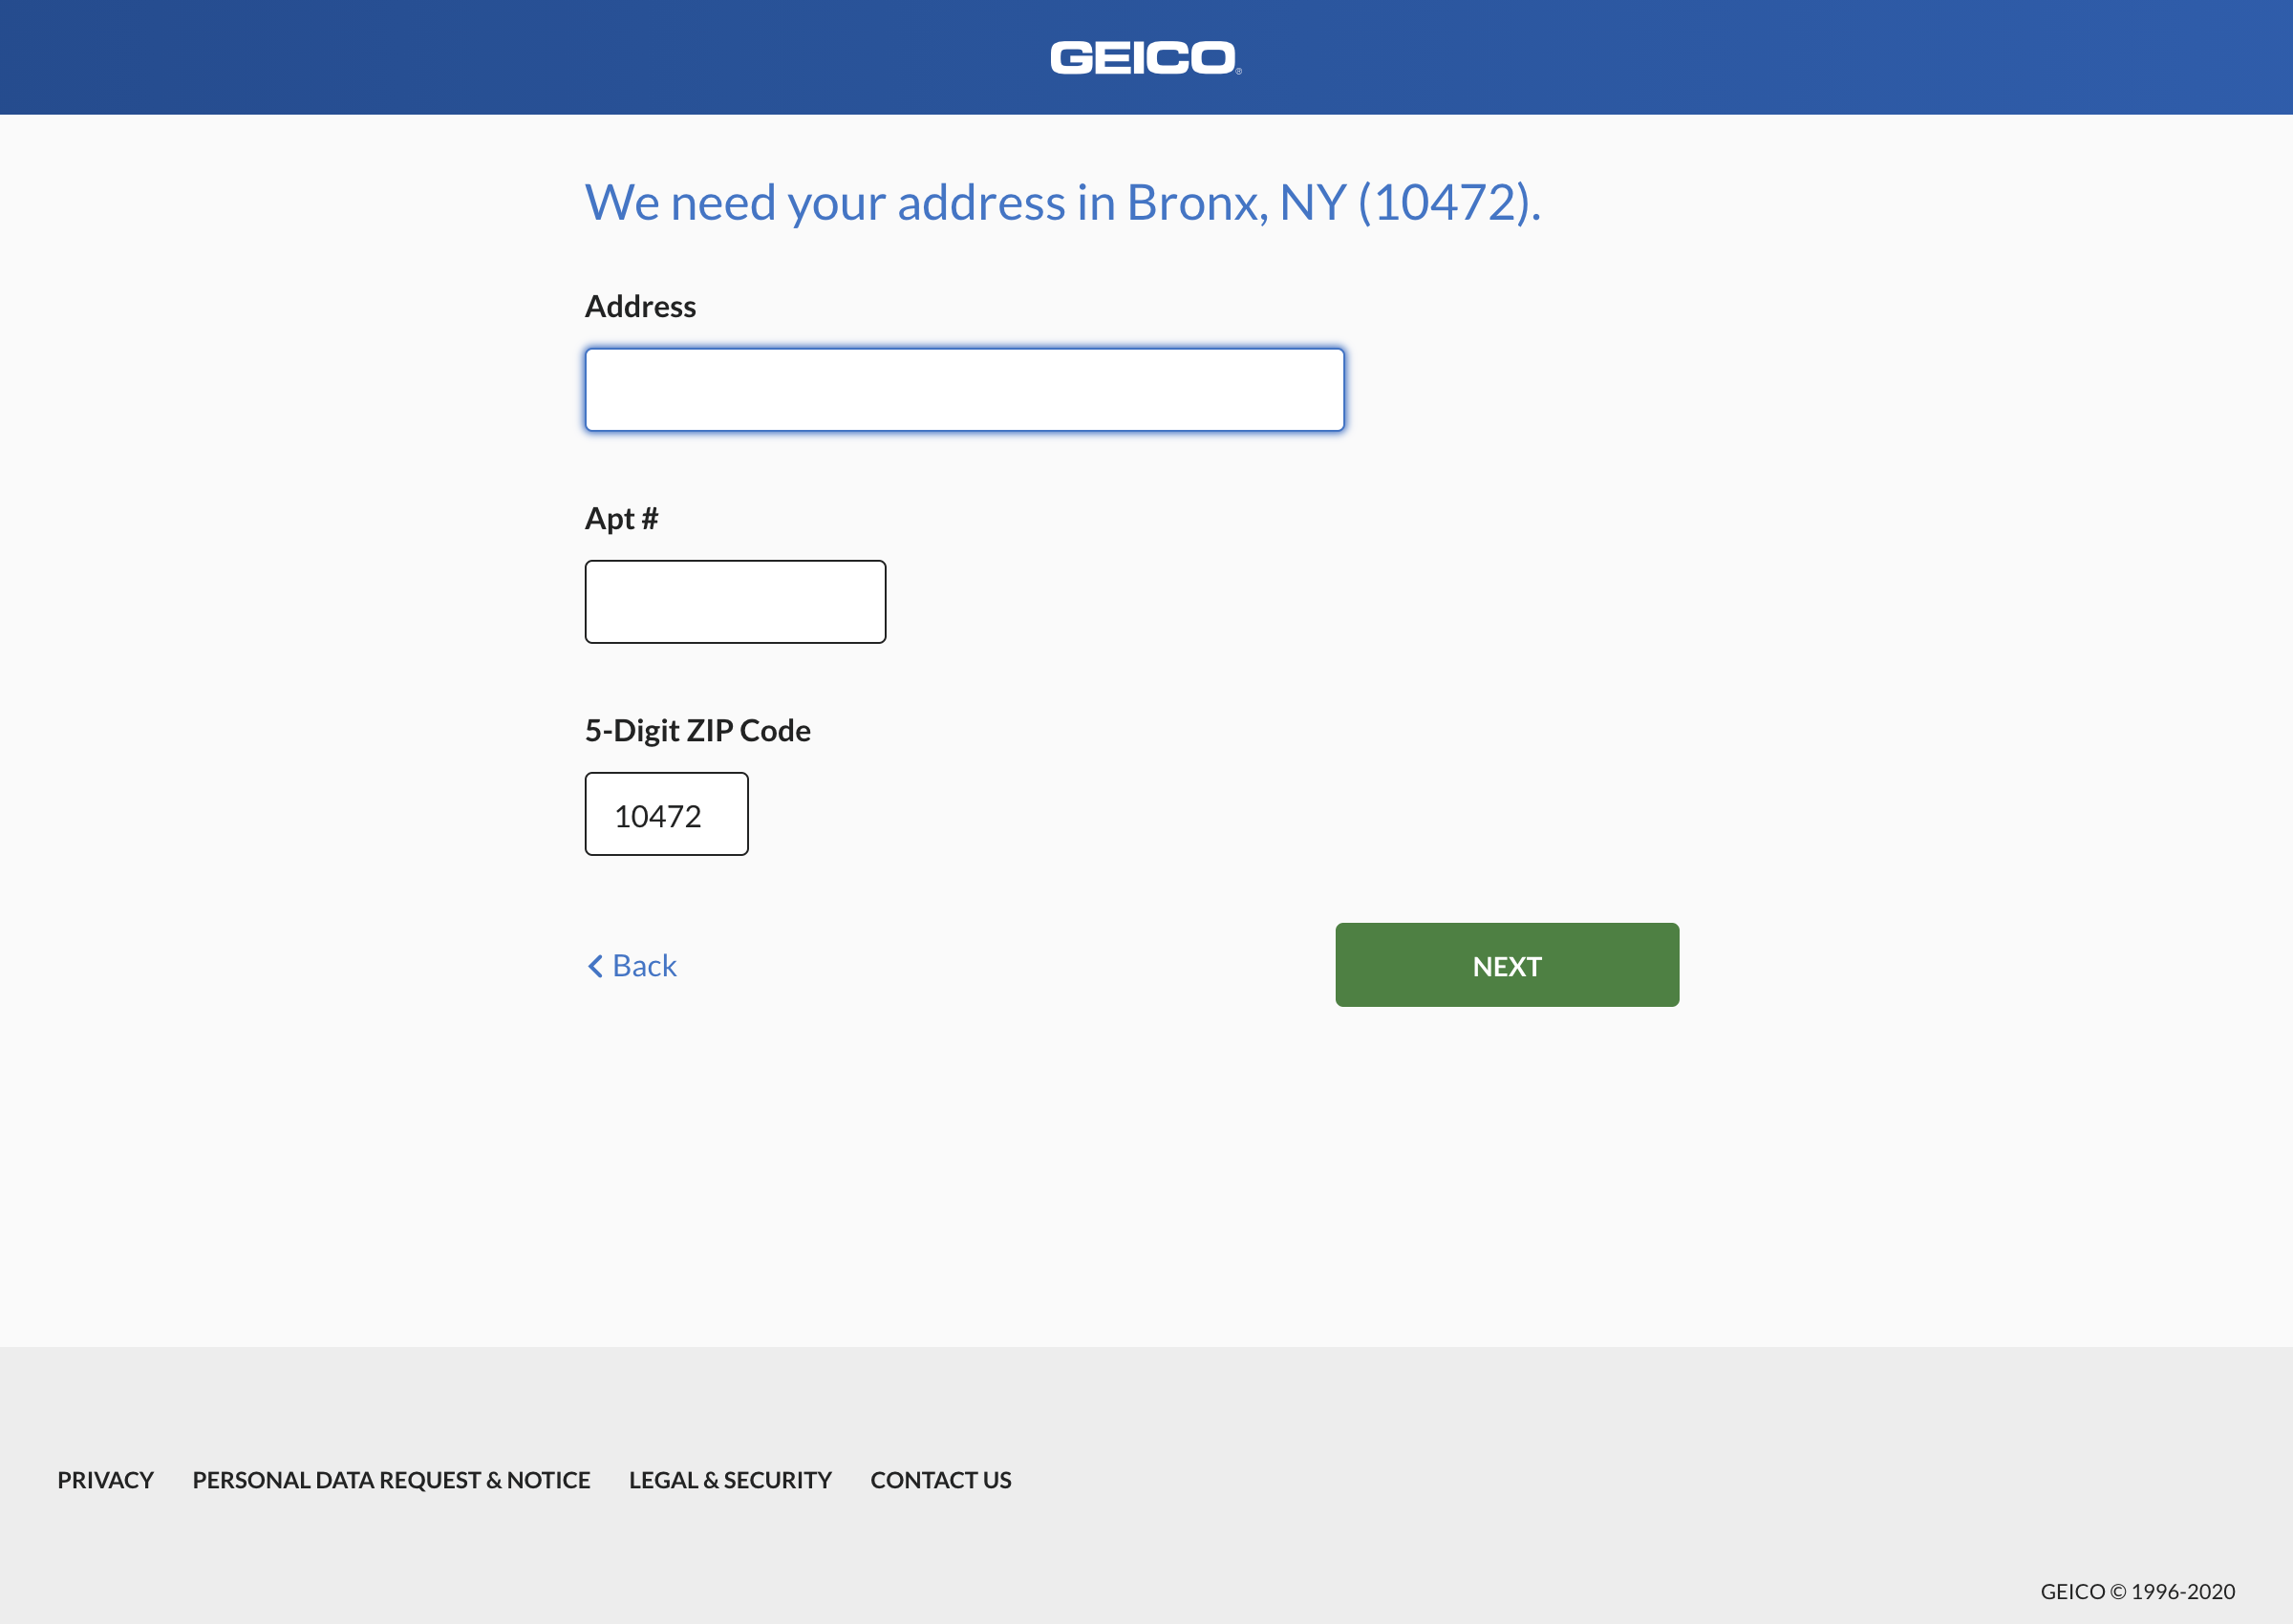 GEICO®
We need your address in Bronx, NY (10472).
Address
Apt #
5-Digit ZIP Code
10472
Back
NEXT
PRIVACY PERSONAL DATA REQUEST & NOTICE LEGAL & SECURITY CONTACT US
GEICO © 1996-2020